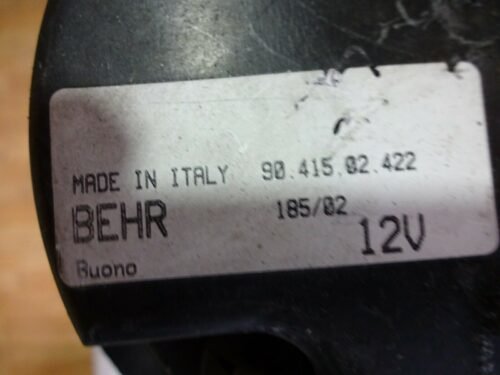 MADE IN ITALY 90.415.02.422
BEHR 185/02 12V
Buono